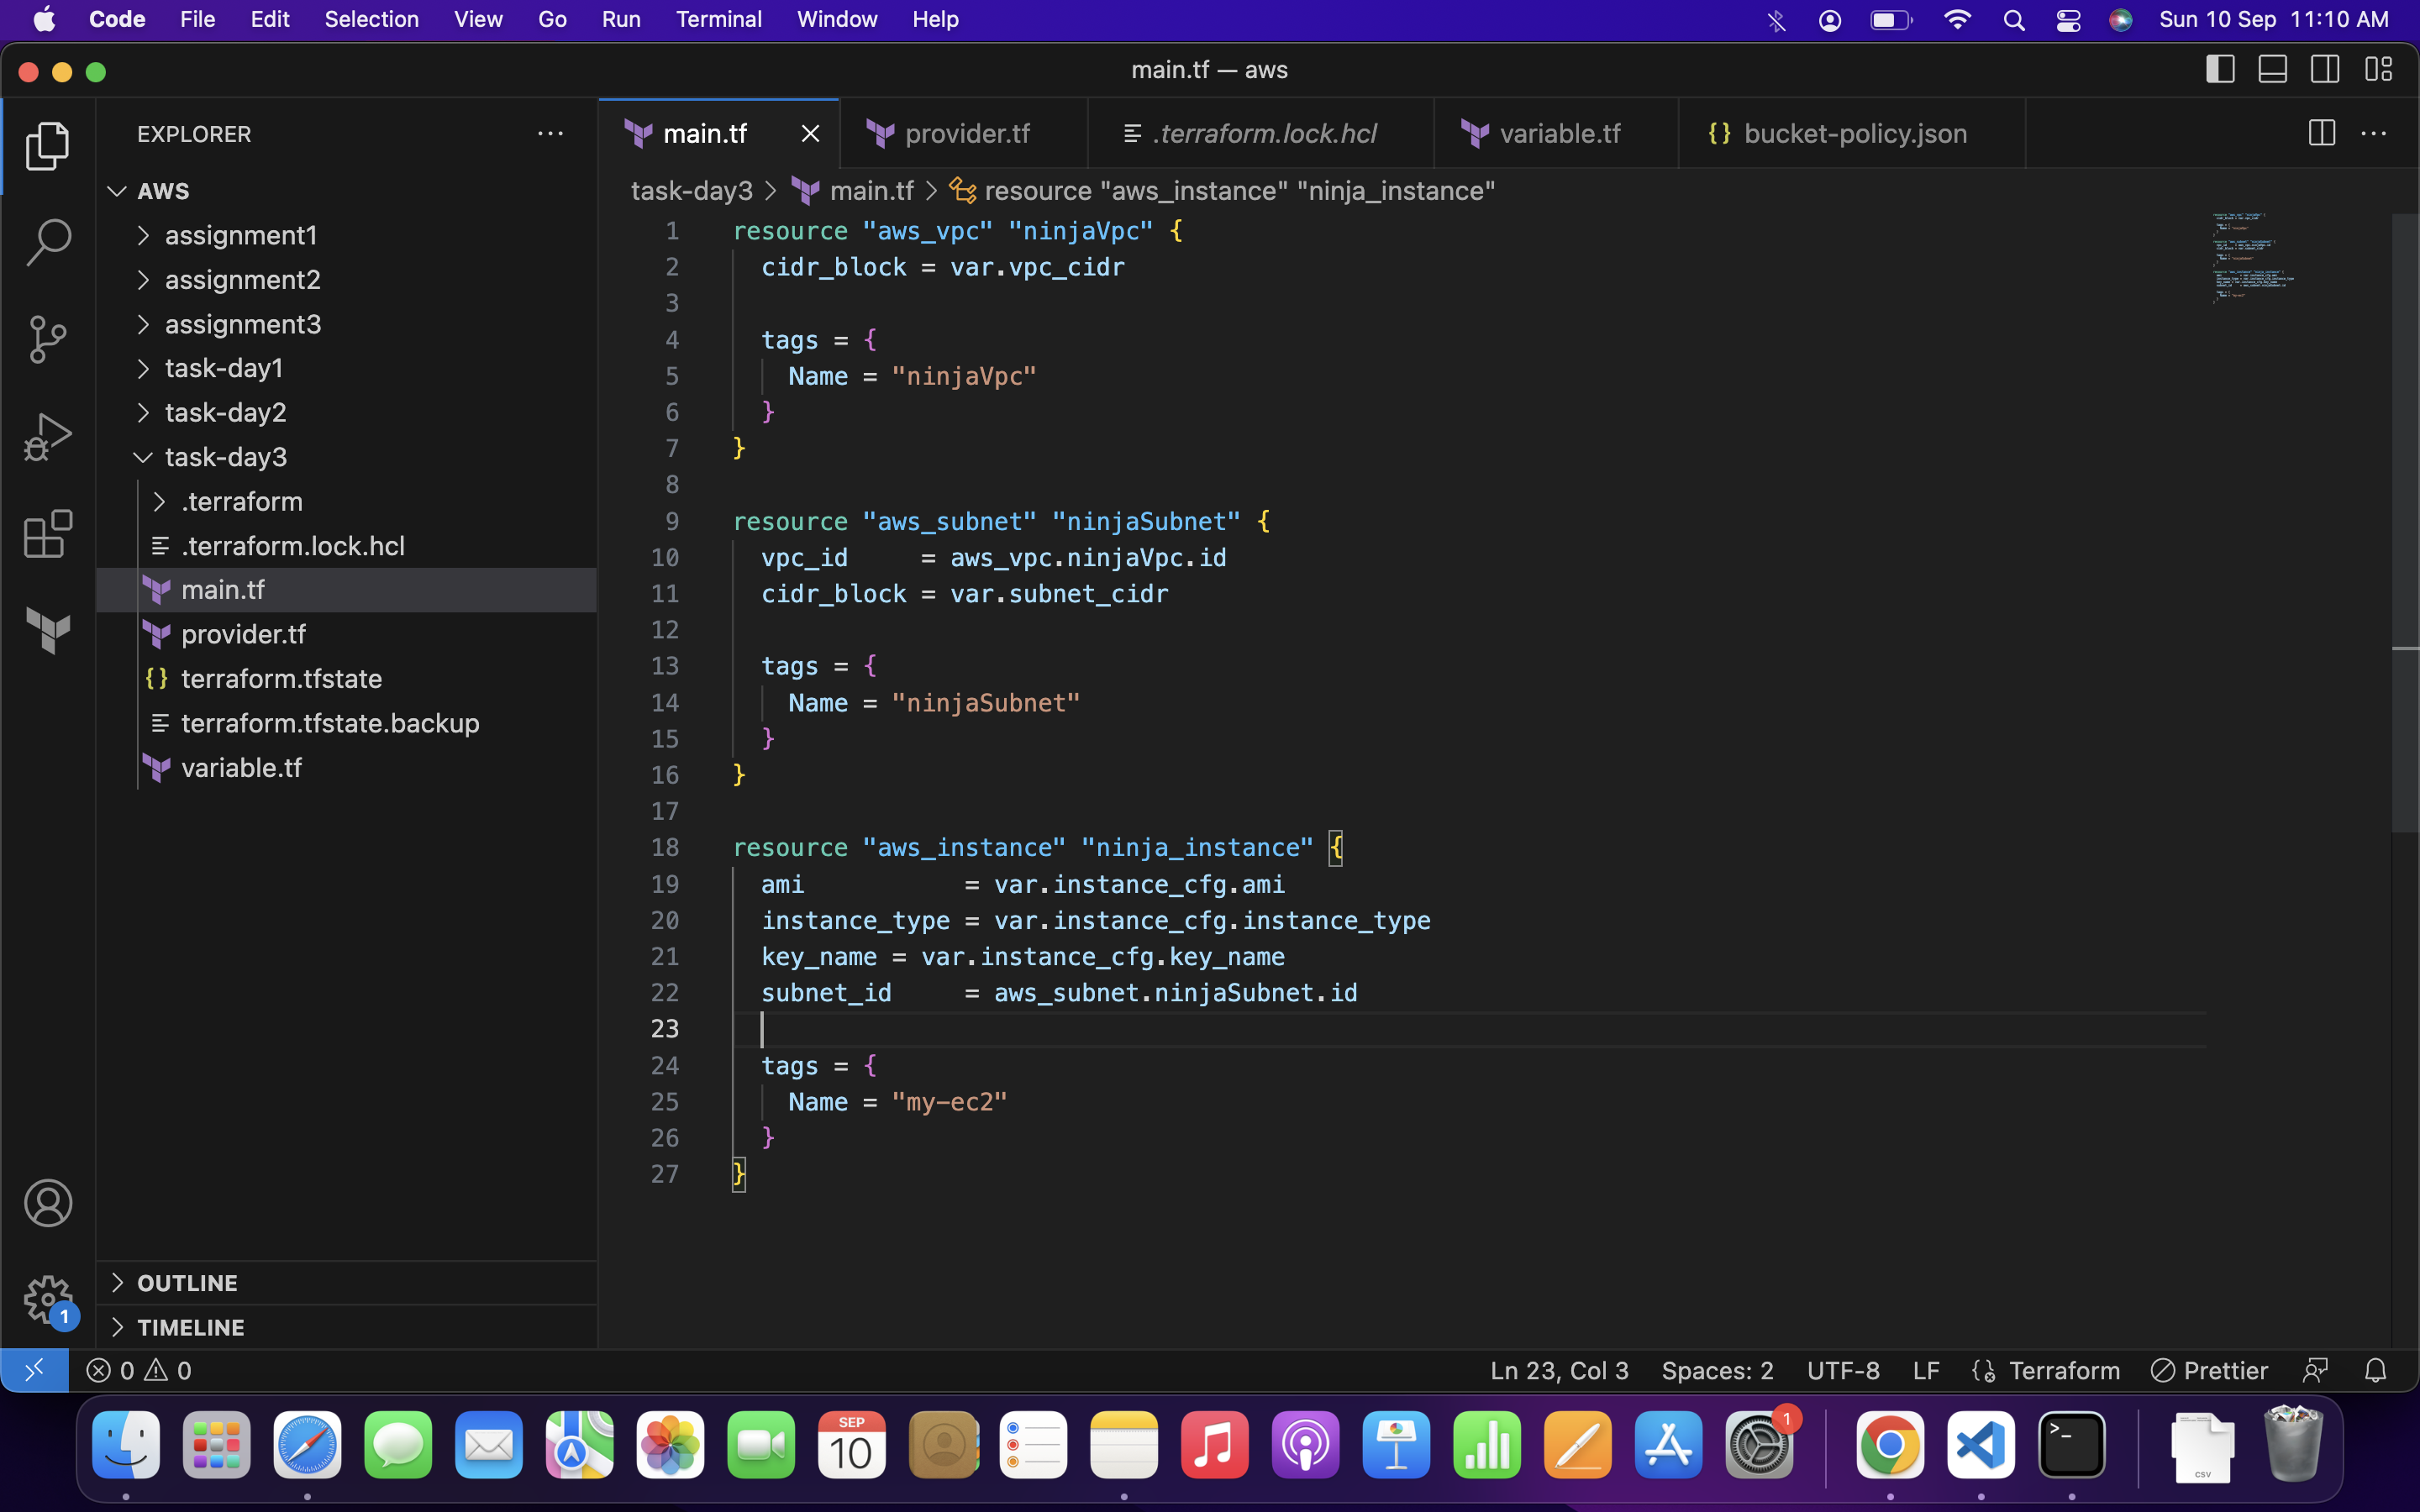 Code File Edit Selection View Go Run Terminal Window Help Sun 10 Sep 11:10 AM
main.tf — aws
EXPLORER
AWS
assignment1
assignment2
assignment3
task-day1
task-day2
task-day3
.terraform
.terraform.lock.hcl
main.tf
provider.tf
terraform.tfstate
terraform.tfstate.backup
variable.tf
OUTLINE
TIMELINE
main.tf provider.tf .terraform.lock.hcl variable.tf bucket-policy.json
task-day3 > main.tf > resource "aws_instance" "ninja_instance"
1 resource "aws_vpc" "ninjaVpc" {
2 cidr_block = var.vpc_cidr
3
4 tags = {
5 Name = "ninjaVpc"
6 }
7 }
8
9 resource "aws_subnet" "ninjaSubnet" {
10 vpc_id     = aws_vpc.ninjaVpc.id
11 cidr_block = var.subnet_cidr
12
13 tags = {
14 Name = "ninjaSubnet"
15 }
16 }
17
18 resource "aws_instance" "ninja_instance" {
19 ami           = var.instance_cfg.ami
20 instance_type = var.instance_cfg.instance_type
21 key_name = var.instance_cfg.key_name
22 subnet_id     = aws_subnet.ninjaSubnet.id
23
24 tags = {
25 Name = "my-ec2"
26 }
27 }
1
0 0 Ln 23, Col 3 Spaces: 2 UTF-8 LF Terraform Prettier
SEP
10
1
>_
CSV